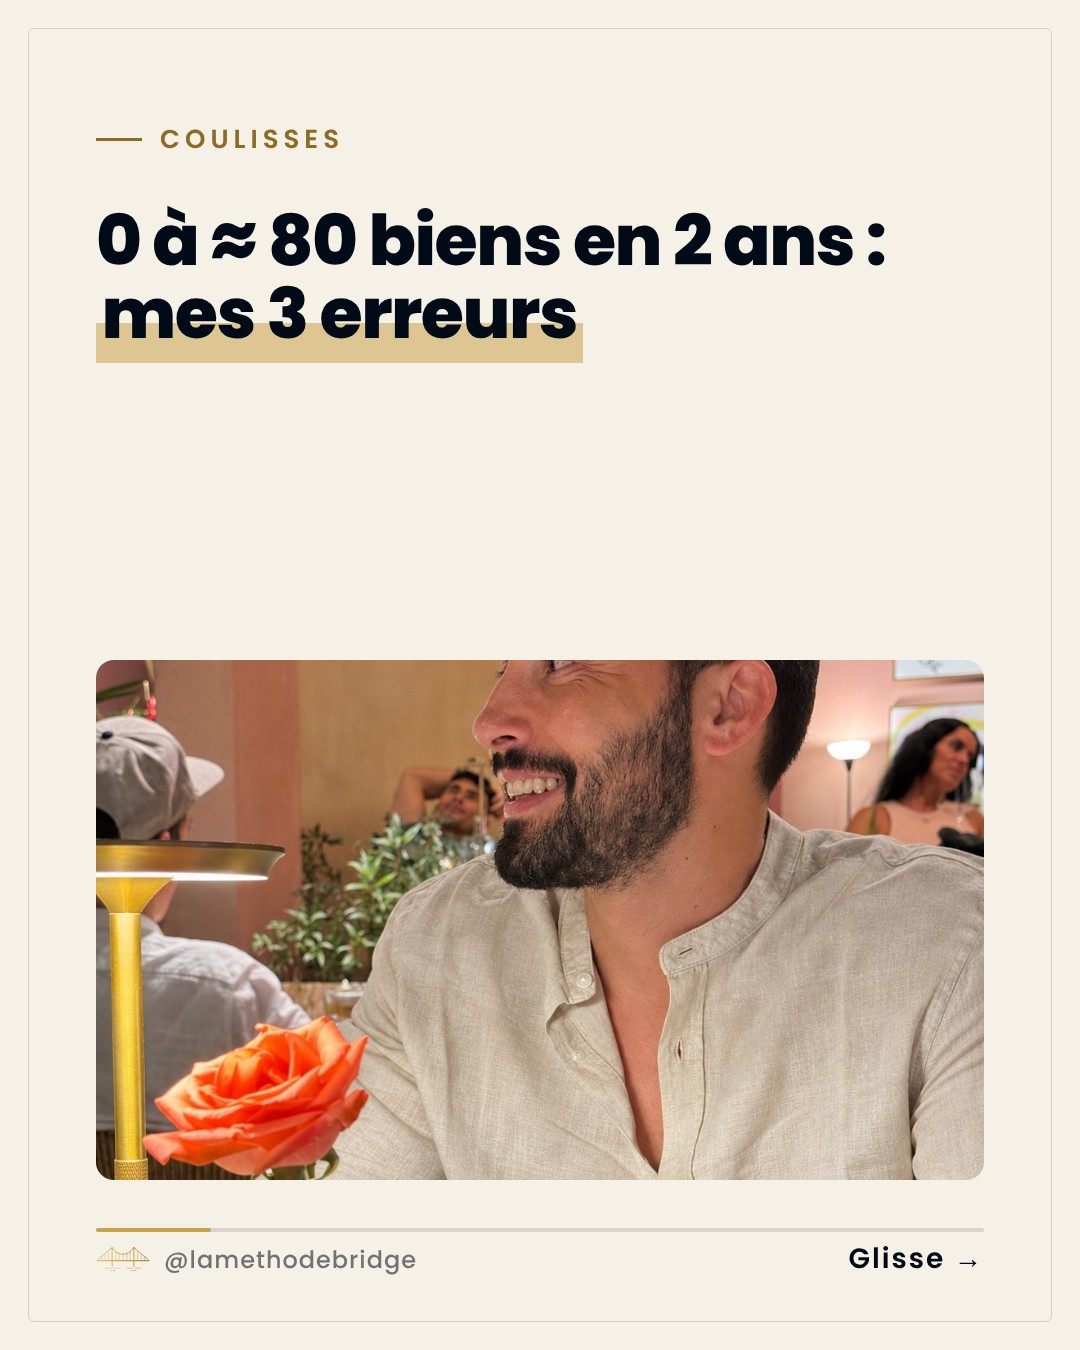 COULISSES
0 à ≈ 80 biens en 2 ans :
mes 3 erreurs
@lamethodebridge
Glisse →